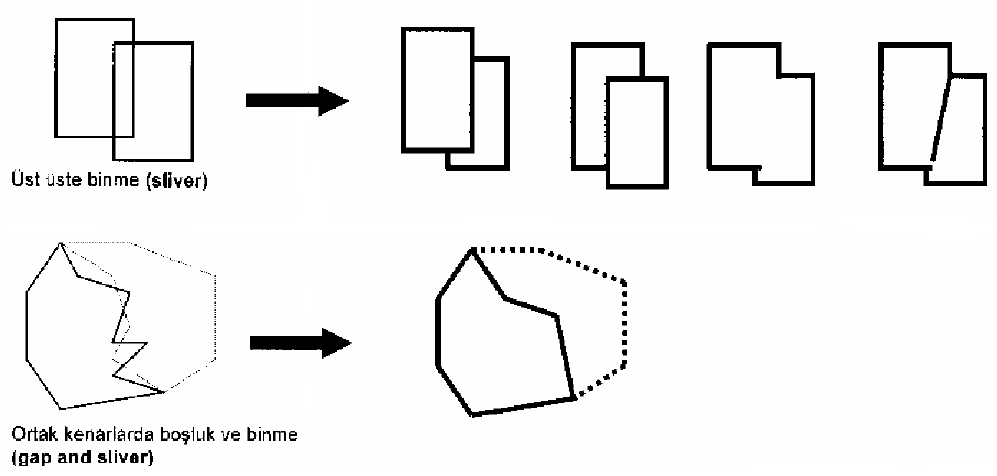 Üst üste binme (sliver)
Ortak kenarlarda boşluk ve binme
(gap and sliver)